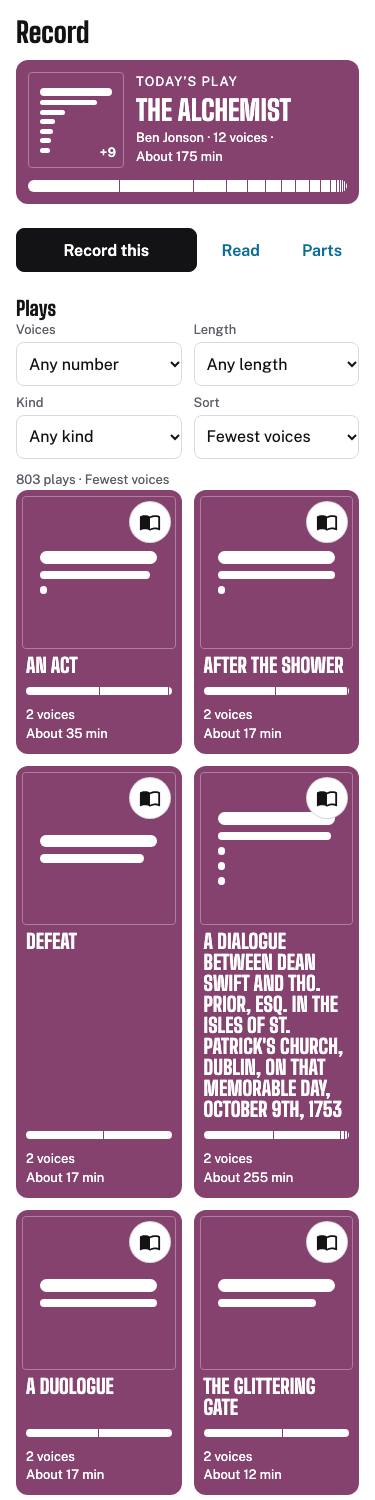 Record
TODAY'S PLAY
THE ALCHEMIST
Ben Jonson · 12 voices ·
About 175 min
+9
Record this
Read
Parts
Plays
Voices
Length
Any number
Any length
Kind
Sort
Any kind
Fewest voices
803 plays · Fewest voices
AN ACT
2 voices
About 35 min
AFTER THE SHOWER
2 voices
About 17 min
DEFEAT
2 voices
About 17 min
A DIALOGUE
BETWEEN DEAN
SWIFT AND THO.
PRIOR, ESQ. IN THE
ISLES OF ST.
PATRICK'S CHURCH,
DUBLIN, ON THAT
MEMORABLE DAY,
OCTOBER 9TH, 1753
2 voices
About 255 min
A DUOLOGUE
2 voices
About 17 min
THE GLITTERING
GATE
2 voices
About 12 min